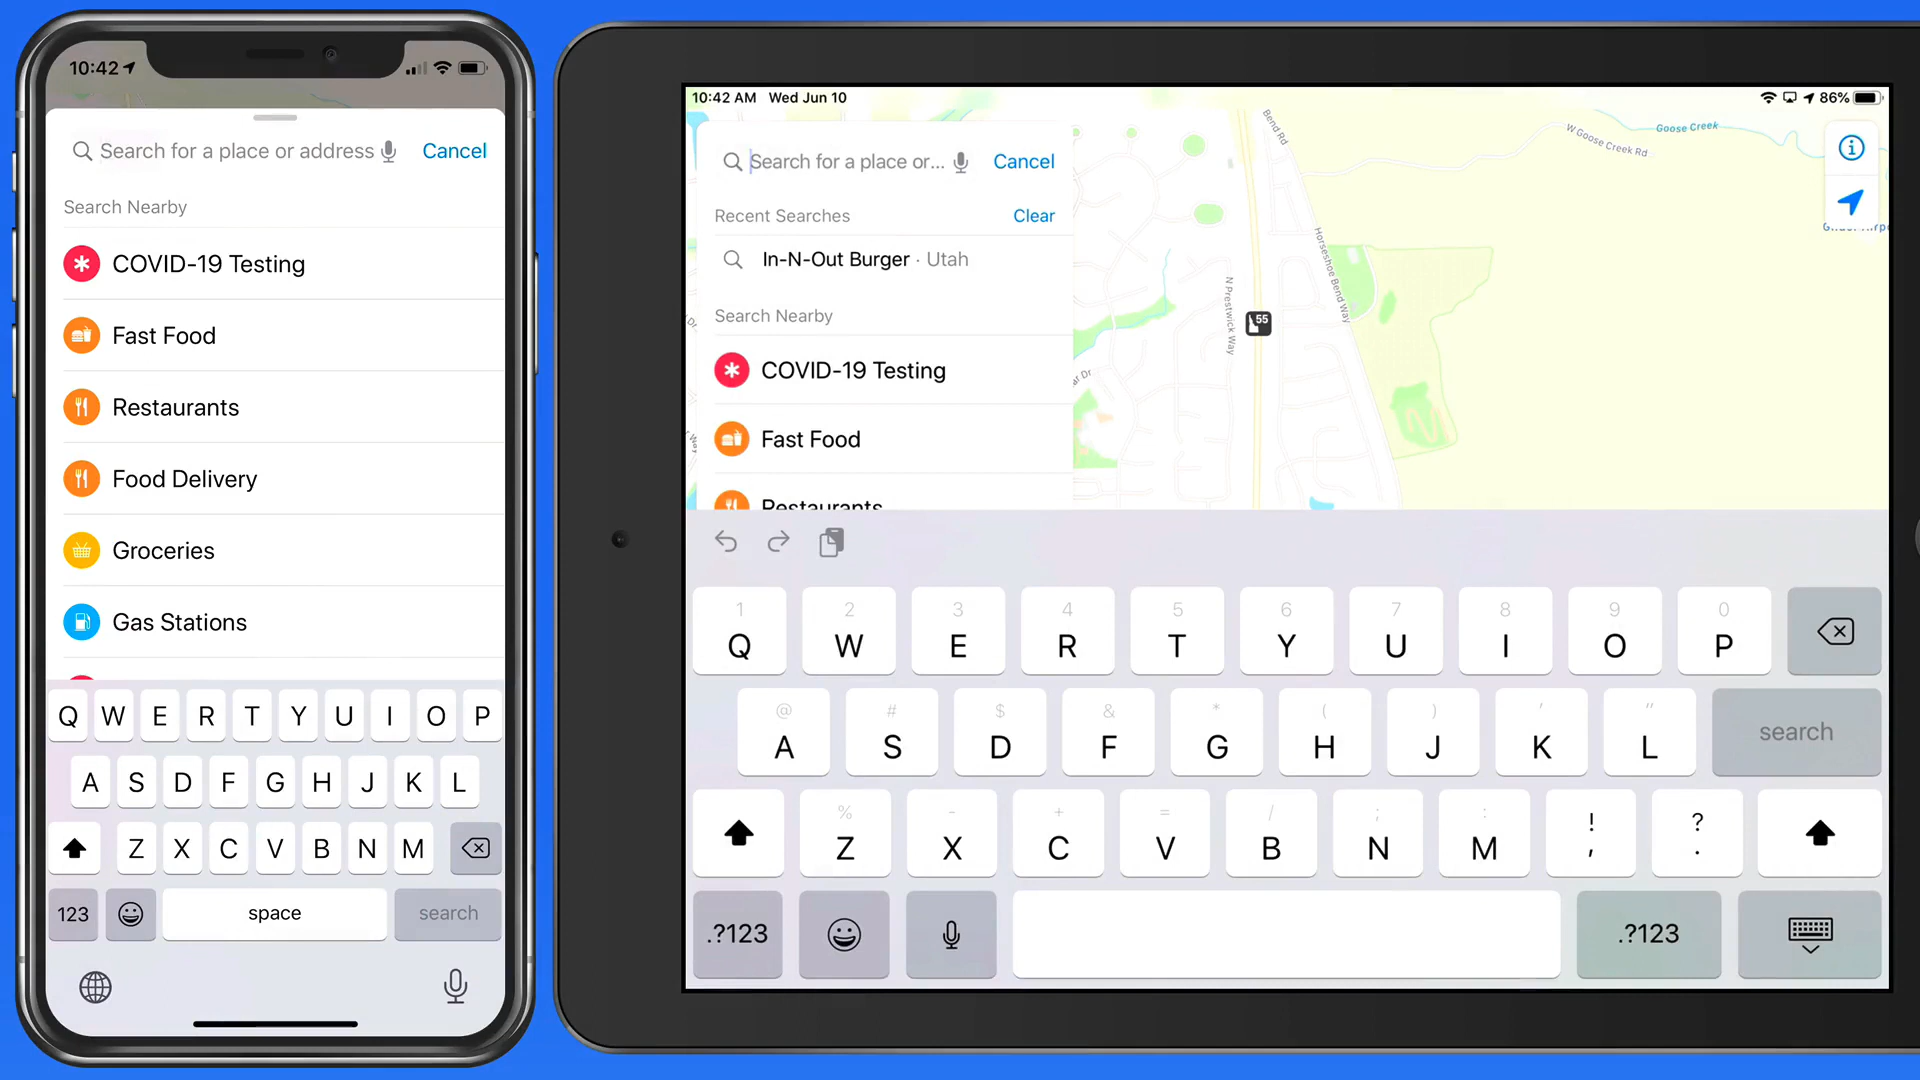 10:42
Search for a place or address
Cancel
Search Nearby
COVID-19 Testing
Fast Food
Restaurants
Food Delivery
Groceries
Gas Stations
Q W E R T Y U I O P
A S D F G H J K L
Z X C V B N M
123
space
search
10:42 AM Wed Jun 10
86%
Search for a place or...
Cancel
Recent Searches
Clear
In-N-Out Burger · Utah
Search Nearby
COVID-19 Testing
Fast Food
Restaurants
Bend Rd
W Goose Creek Rd
Goose Creek
Horseshoe Bend Way
N Prestwick Way
55
Dr
ar Dr
1 2 3 4 5 6 7 8 9 0
Q W E R T Y U I O P
@ # $ & * ( ) ' "
A S D F G H J K L
search
% - + = / ; : ! ?
Z X C V B N M , .
.?123
.?123